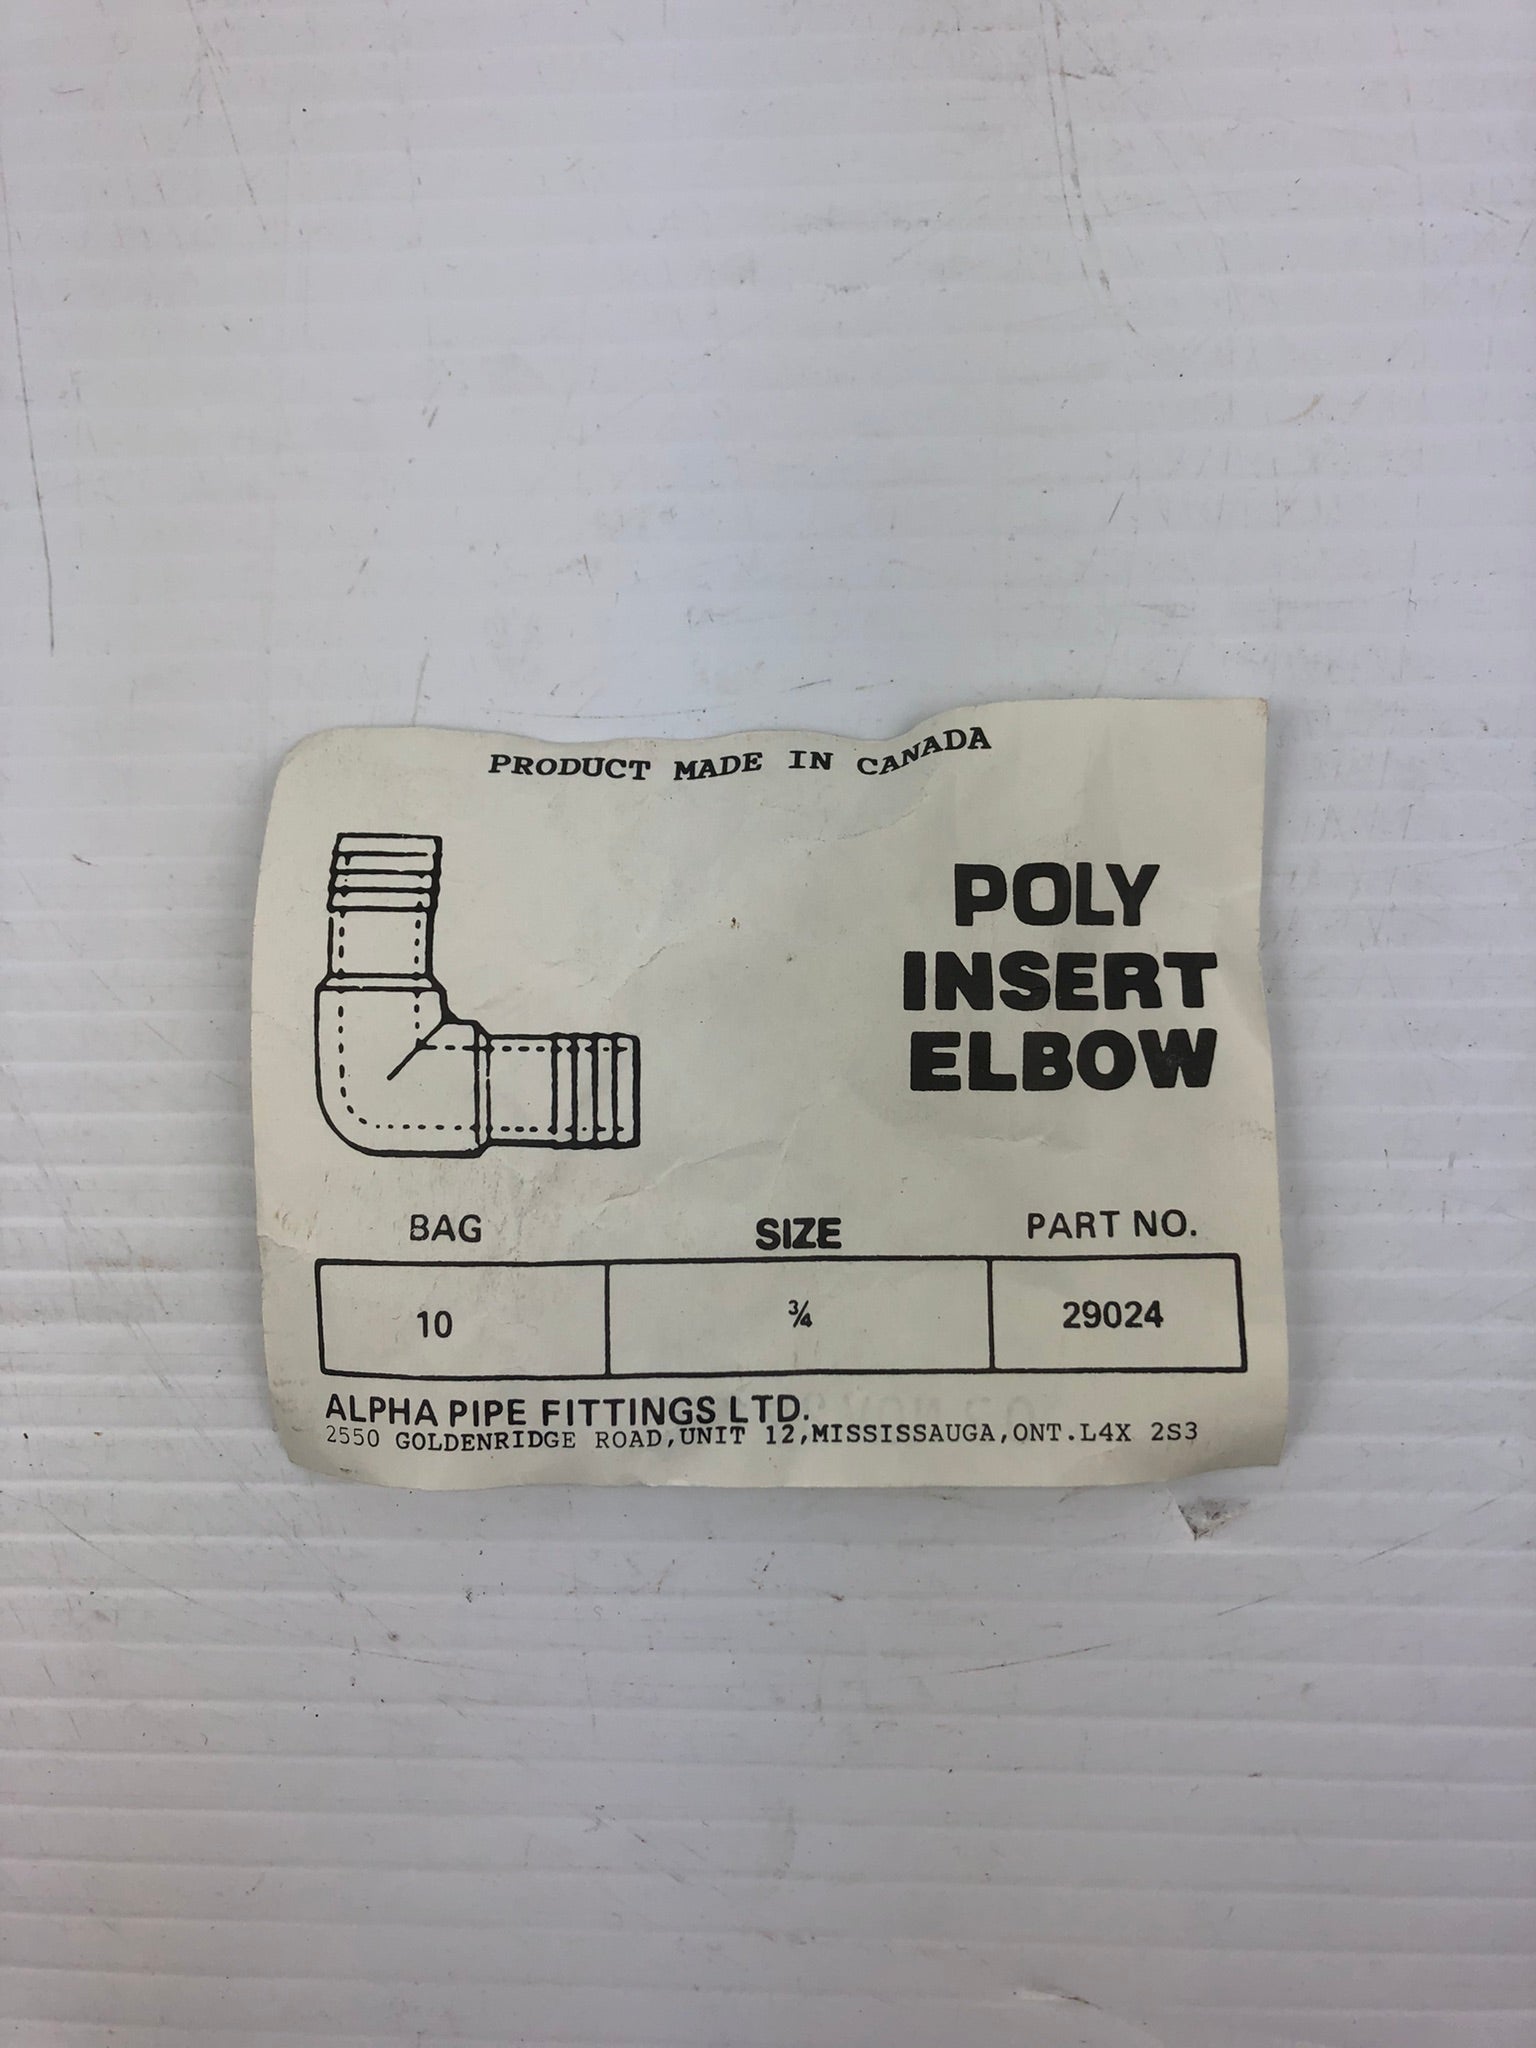 PRODUCT MADE IN CANADA
POLY
INSERT
ELBOW
BAG SIZE PART NO.
10 ¾ 29024
ALPHA PIPE FITTINGS LTD.
2550 GOLDENRIDGE ROAD,UNIT 12,MISSISSAUGA,ONT.L4X 2S3